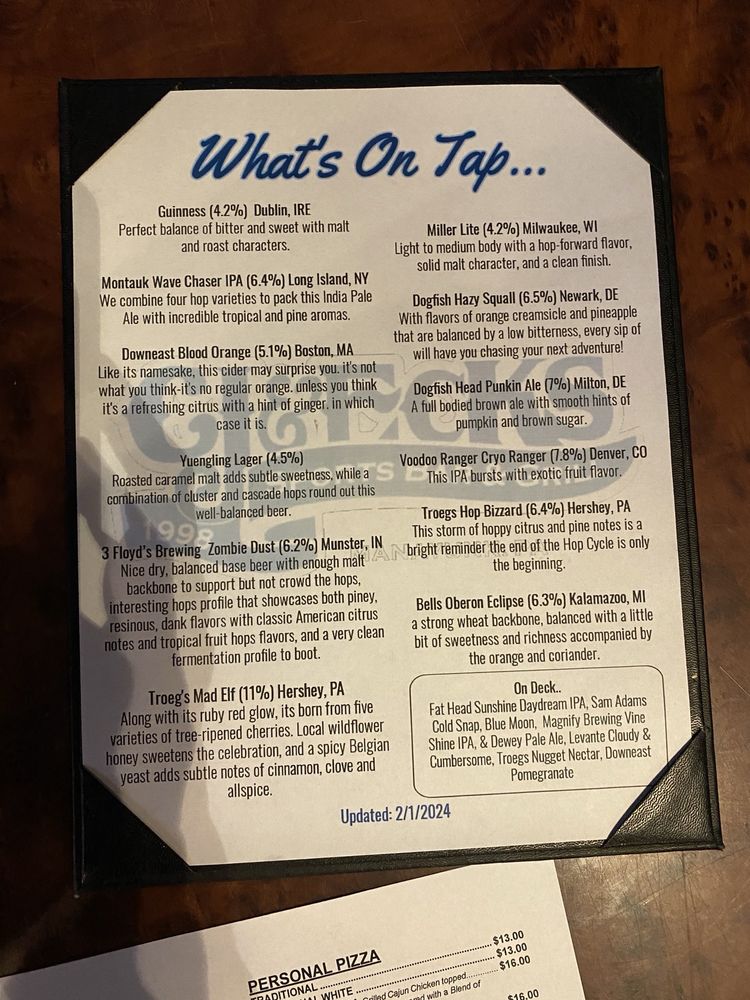 What's On Tap...
Guinness (4.2%) Dublin, IRE
Perfect balance of bitter and sweet with malt
and roast characters.
Montauk Wave Chaser IPA (6.4%) Long Island, NY
We combine four hop varieties to pack this India Pale
Ale with incredible tropical and pine aromas.
Downeast Blood Orange (5.1%) Boston, MA
Like its namesake, this cider may surprise you. it's not
what you think-it's no regular orange. unless you think
it's a refreshing citrus with a hint of ginger. in which
case it is.
Yuengling Lager (4.5%)
Roasted caramel malt adds subtle sweetness, while a
combination of cluster and cascade hops round out this
well-balanced beer.
3 Floyd's Brewing Zombie Dust (6.2%) Munster, IN
Nice dry, balanced base beer with enough malt
backbone to support but not crowd the hops,
interesting hops profile that showcases both piney,
resinous, dank flavors with classic American citrus
notes and tropical fruit hops flavors, and a very clean
fermentation profile to boot.
Troeg's Mad Elf (11%) Hershey, PA
Along with its ruby red glow, its born from five
varieties of tree-ripened cherries. Local wildflower
honey sweetens the celebration, and a spicy Belgian
yeast adds subtle notes of cinnamon, clove and
allspice.
Miller Lite (4.2%) Milwaukee, WI
Light to medium body with a hop-forward flavor,
solid malt character, and a clean finish.
Dogfish Hazy Squall (6.5%) Newark, DE
With flavors of orange creamsicle and pineapple
that are balanced by a low bitterness, every sip of
will have you chasing your next adventure!
Dogfish Head Punkin Ale (7%) Milton, DE
A full bodied brown ale with smooth hints of
pumpkin and brown sugar.
Voodoo Ranger Cryo Ranger (7.8%) Denver, CO
This IPA bursts with exotic fruit flavor.
Troegs Hop Bizzard (6.4%) Hershey, PA
This storm of hoppy citrus and pine notes is a
bright reminder the end of the Hop Cycle is only
the beginning.
Bells Oberon Eclipse (6.3%) Kalamazoo, MI
a strong wheat backbone, balanced with a little
bit of sweetness and richness accompanied by
the orange and coriander.
On Deck..
Fat Head Sunshine Daydream IPA, Sam Adams
Cold Snap, Blue Moon, Magnify Brewing Vine
Shine IPA, & Dewey Pale Ale, Levante Cloudy &
Cumbersome, Troegs Nugget Nectar, Downeast
Pomegranate
Updated: 2/1/2024
1998
PERSONAL PIZZA
TRADITIONAL $13.00
WHITE $13.00
Grilled Cajun Chicken topped $16.00
with a Blend of
$16.00